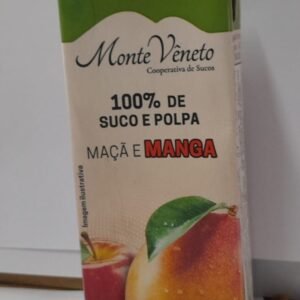 Monte Vêneto
Cooperativa de Sucos
100% DE
SUCO E POLPA
MAÇÃ E MANGA
Imagem ilustrativa